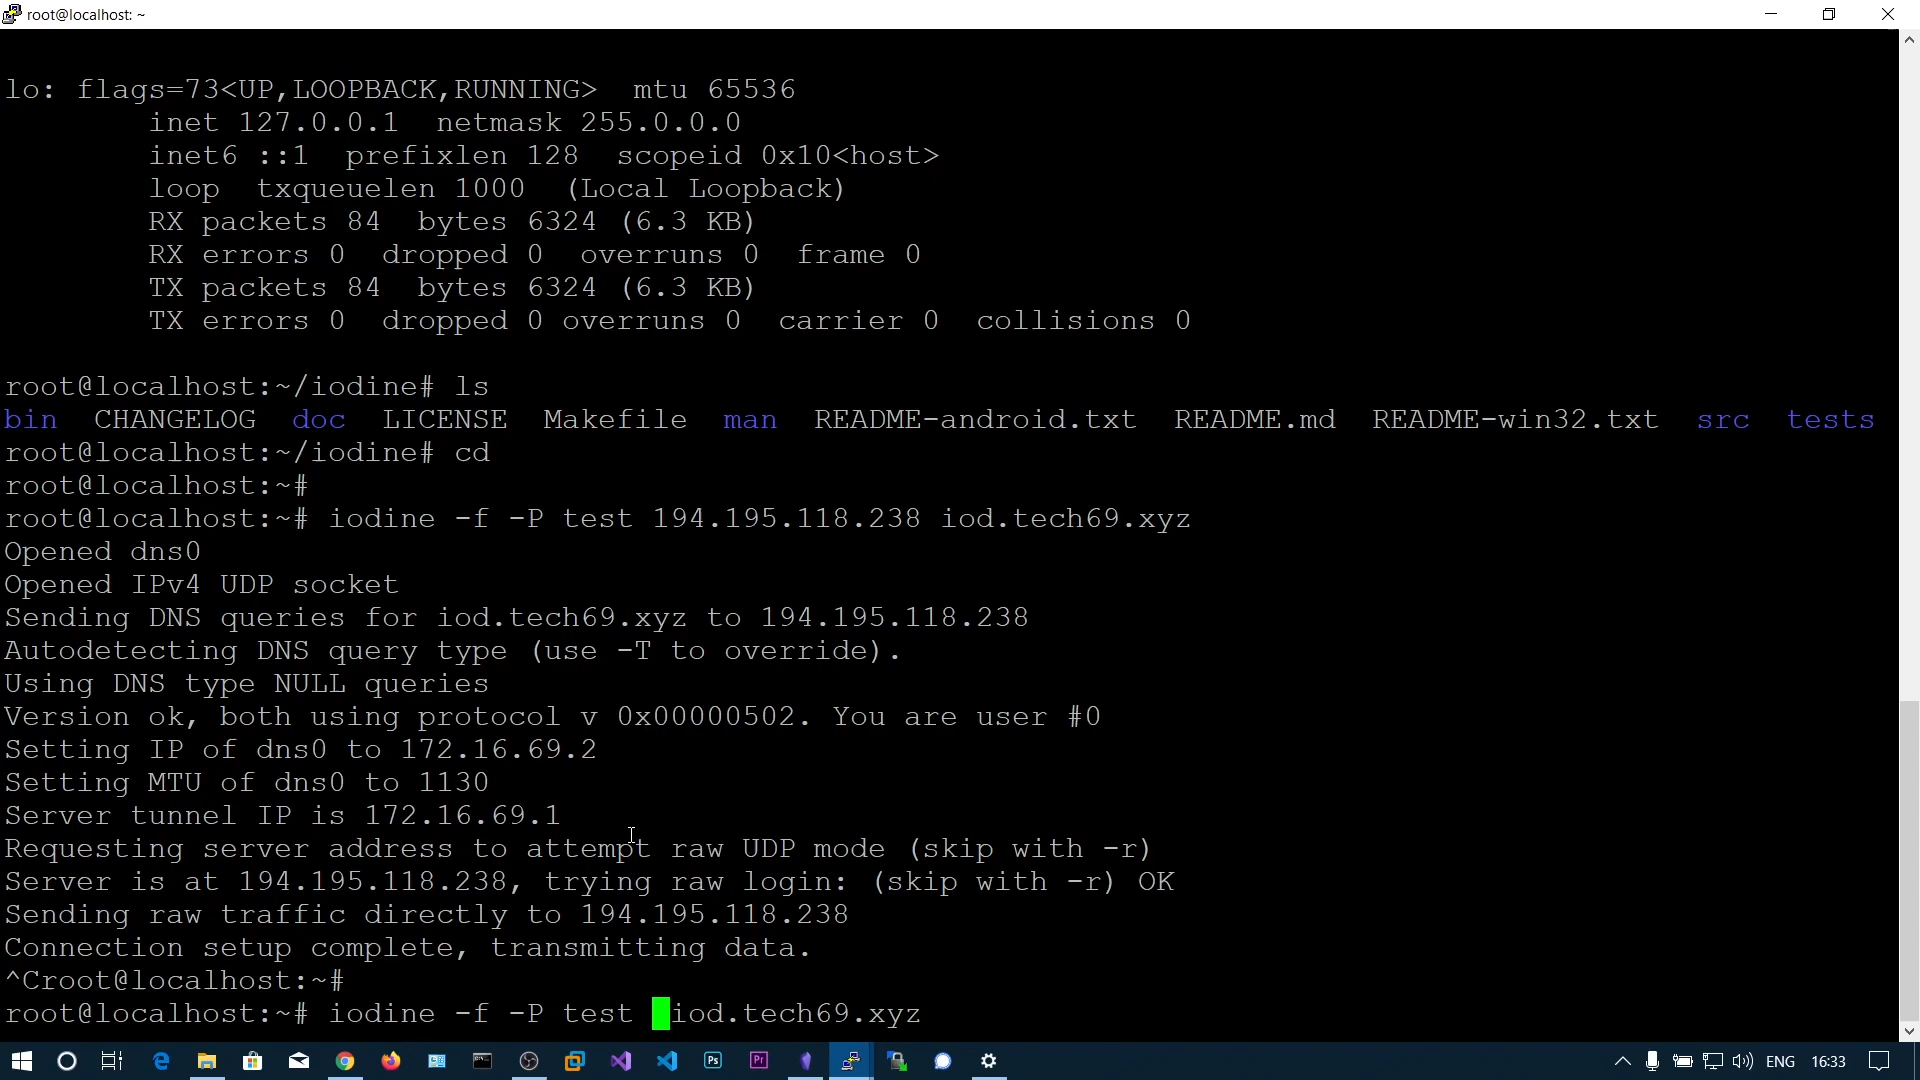 root@localhost: ~
lo: flags=73<UP,LOOPBACK,RUNNING>  mtu 65536
        inet 127.0.0.1  netmask 255.0.0.0
        inet6 ::1  prefixlen 128  scopeid 0x10<host>
        loop  txqueuelen 1000  (Local Loopback)
        RX packets 84  bytes 6324 (6.3 KB)
        RX errors 0  dropped 0  overruns 0  frame 0
        TX packets 84  bytes 6324 (6.3 KB)
        TX errors 0  dropped 0 overruns 0  carrier 0  collisions 0
root@localhost:~/iodine# ls
bin  CHANGELOG  doc  LICENSE  Makefile  man  README-android.txt  README.md  README-win32.txt  src  tests
root@localhost:~/iodine# cd
root@localhost:~#
root@localhost:~# iodine -f -P test 194.195.118.238 iod.tech69.xyz
Opened dns0
Opened IPv4 UDP socket
Sending DNS queries for iod.tech69.xyz to 194.195.118.238
Autodetecting DNS query type (use -T to override).
Using DNS type NULL queries
Version ok, both using protocol v 0x00000502. You are user #0
Setting IP of dns0 to 172.16.69.2
Setting MTU of dns0 to 1130
Server tunnel IP is 172.16.69.1
Requesting server address to attempt raw UDP mode (skip with -r)
Server is at 194.195.118.238, trying raw login: (skip with -r) OK
Sending raw traffic directly to 194.195.118.238
Connection setup complete, transmitting data.
^Croot@localhost:~#
root@localhost:~# iodine -f -P test  iod.tech69.xyz
Ps Pr ENG 16:33